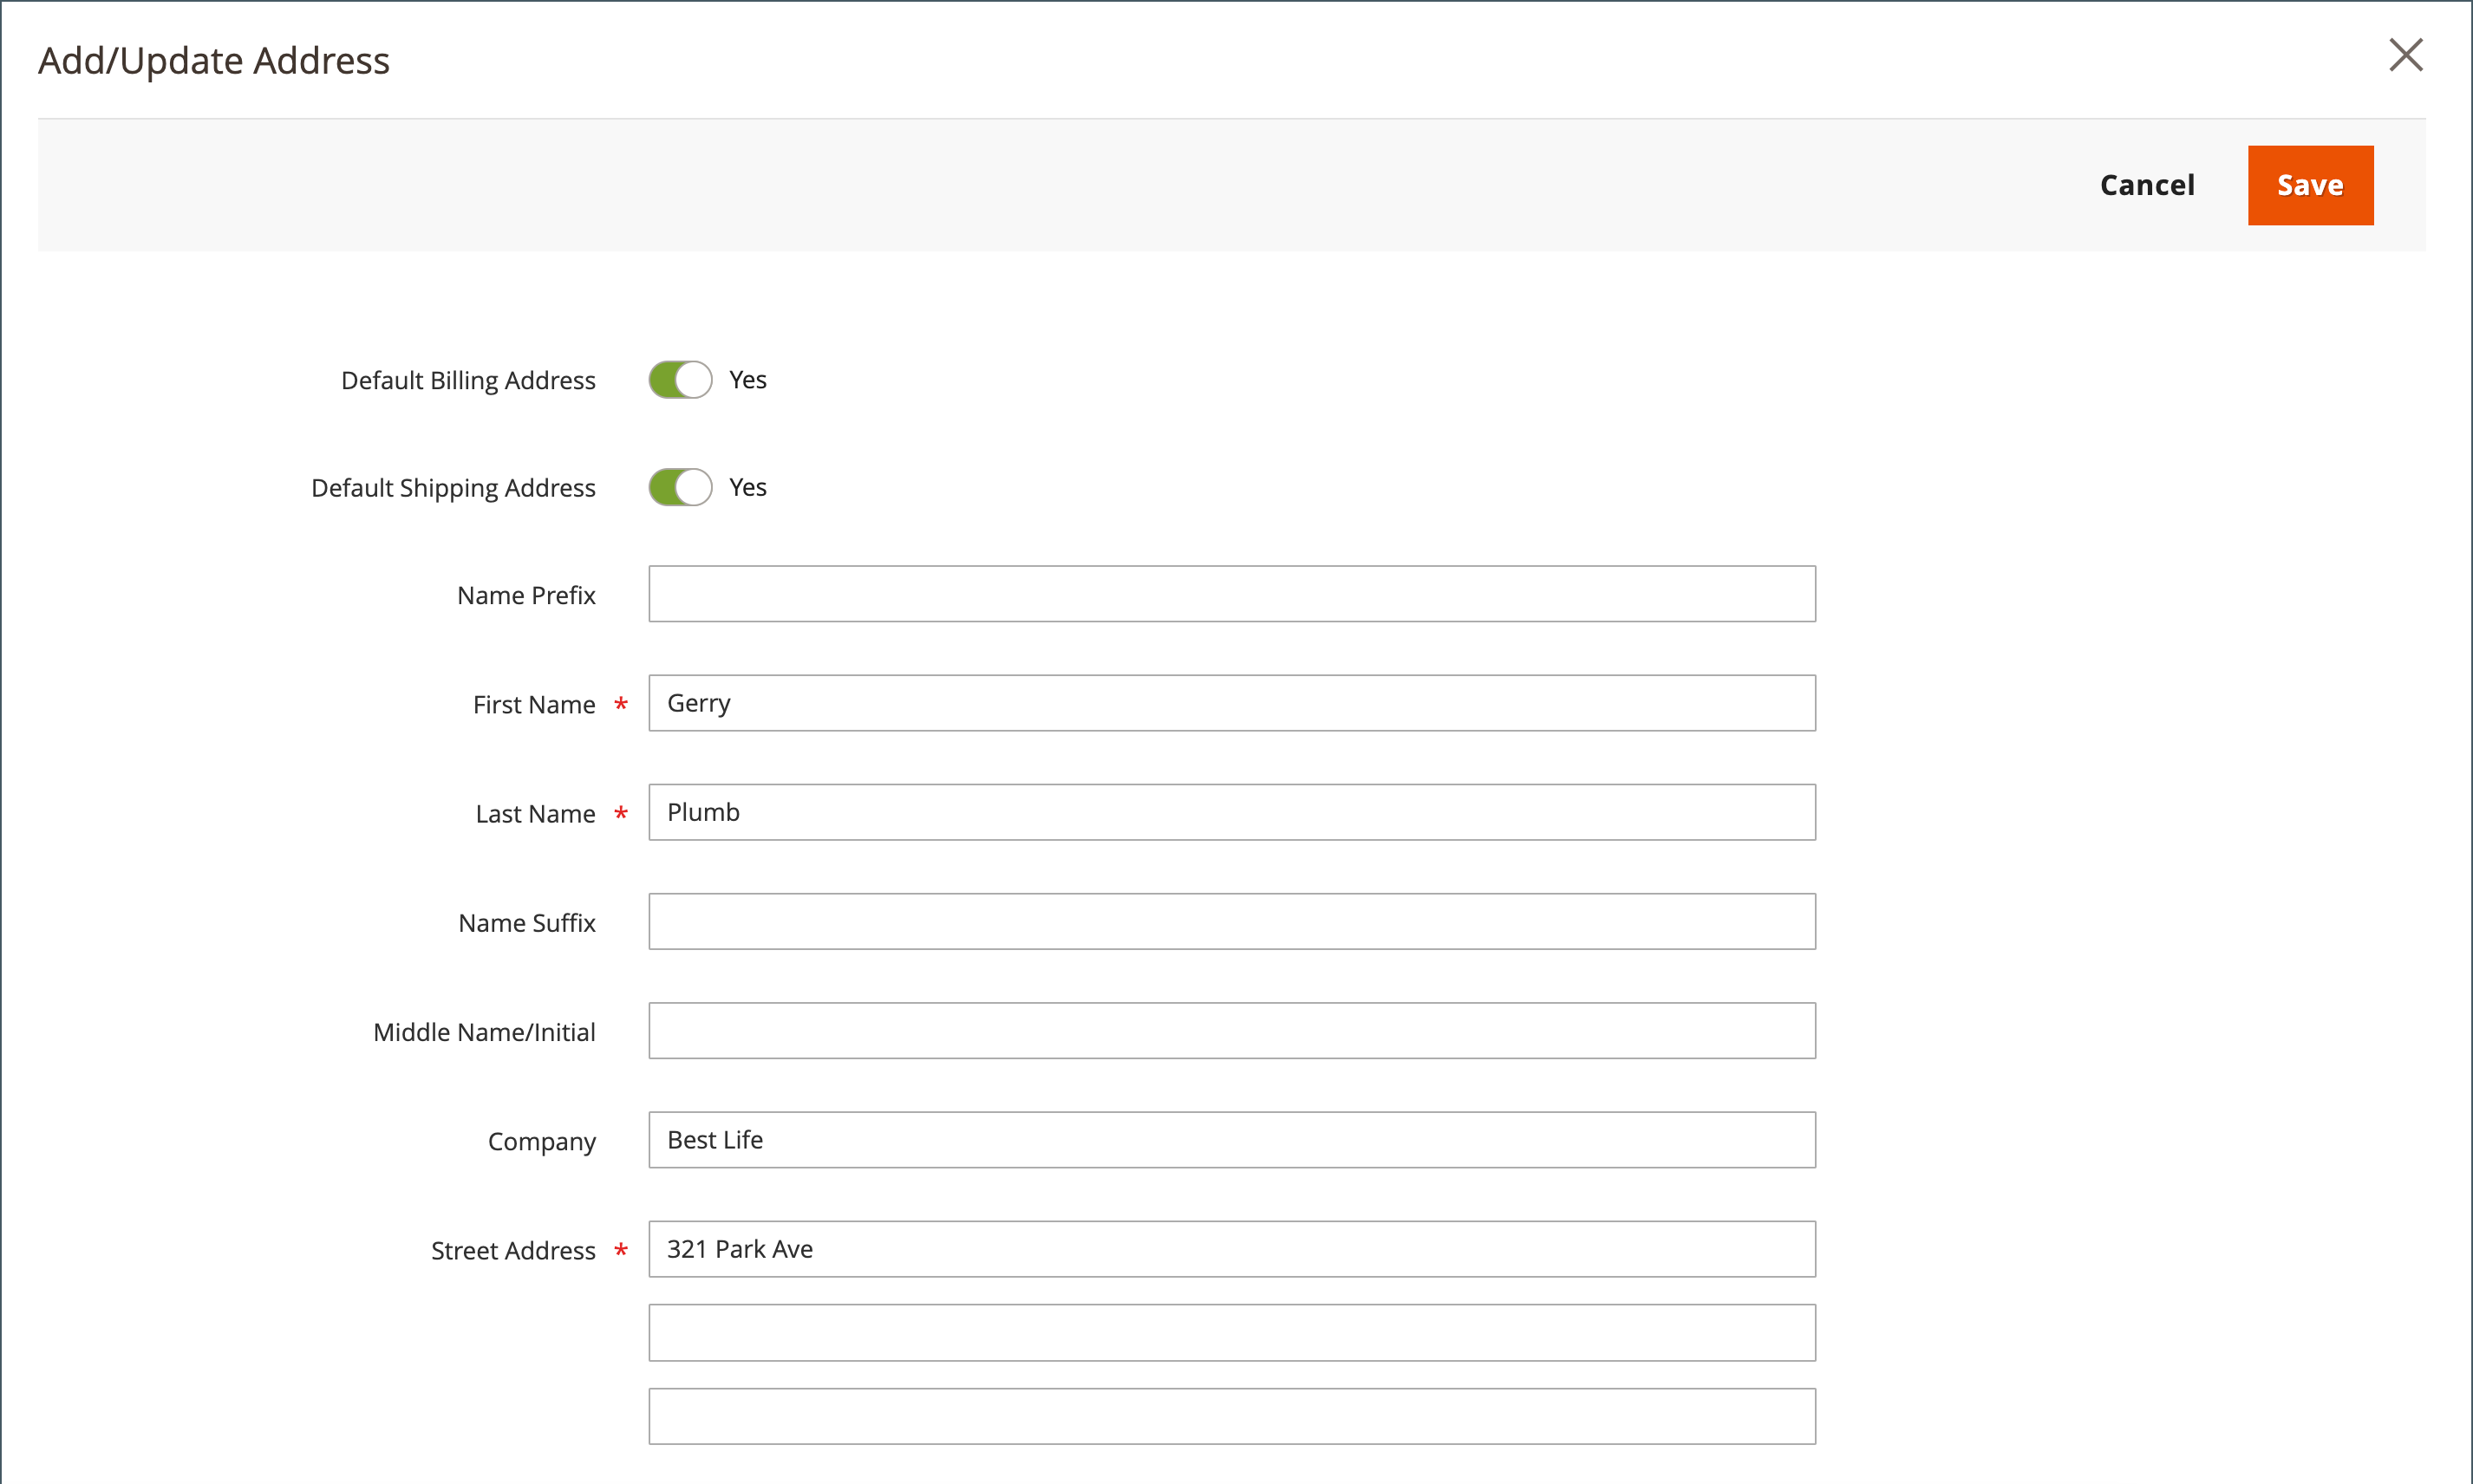 Add/Update Address
Cancel Save
Default Billing Address Yes
Default Shipping Address Yes
Name Prefix
First Name * Gerry
Last Name * Plumb
Name Suffix
Middle Name/Initial
Company Best Life
Street Address * 321 Park Ave